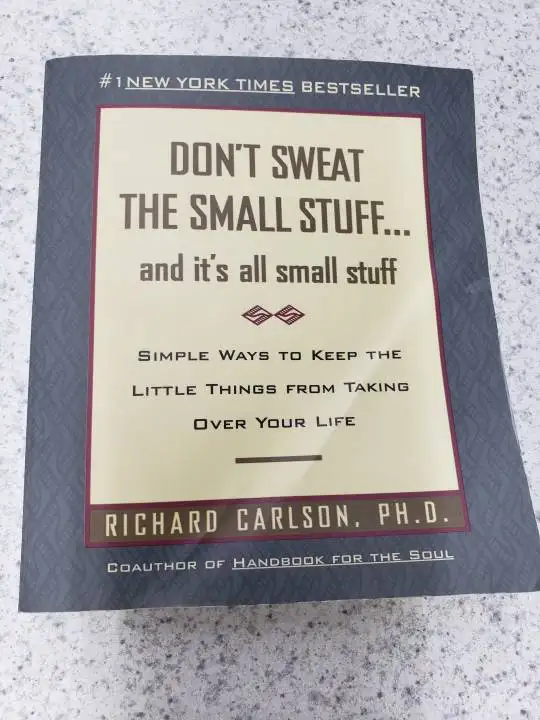 #1 NEW YORK TIMES BESTSELLER
DON'T SWEAT
THE SMALL STUFF...
and it's all small stuff
SIMPLE WAYS TO KEEP THE
LITTLE THINGS FROM TAKING
OVER YOUR LIFE
RICHARD CARLSON, PH.D.
COAUTHOR OF HANDBOOK FOR THE SOUL